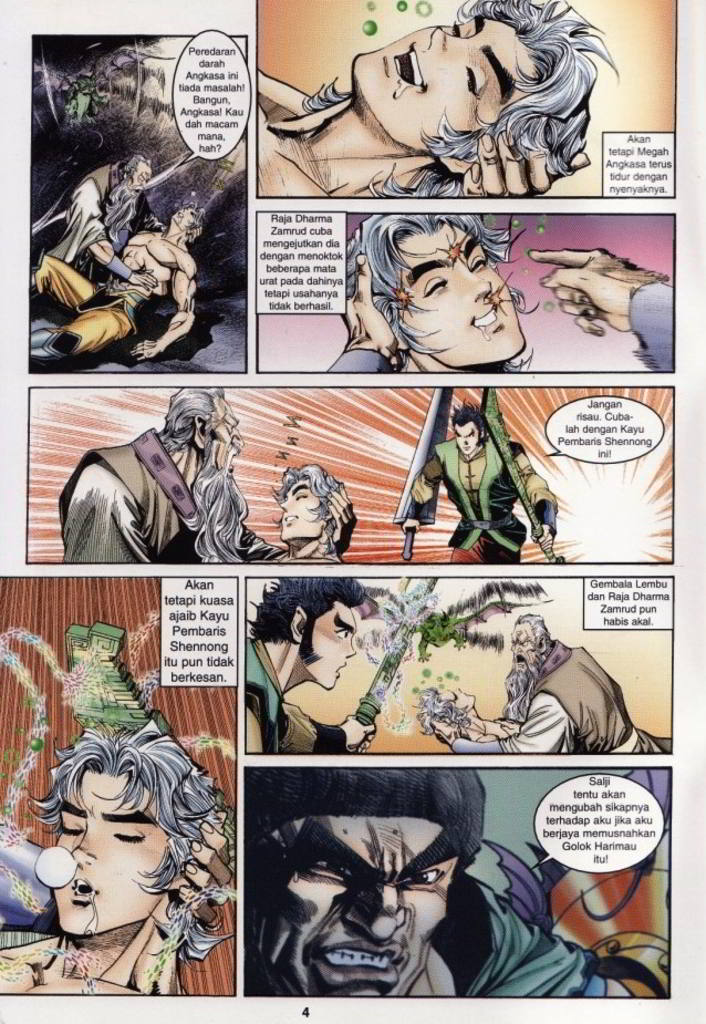 Peredaran
darah
Angkasa ini
tiada masalah!
Bangun,
Angkasa! Kau
dah macam
mana,
hah?
Akan
tetapi Megah
Angkasa terus
tidur dengan
nyenyaknya.
Raja Dharma
Zamrud cuba
mengejutkan dia
dengan menoktok
beberapa mata
urat pada dahinya
tetapi usahanya
tidak berhasil.
Jangan
risau. Cuba-
lah dengan Kayu
Pembaris Shennong
ini!
Akan
tetapi kuasa
ajaib Kayu
Pembaris
Shennong
itu pun tidak
berkesan.
Gembala Lembu
dan Raja Dharma
Zamrud pun
habis akal.
Salji
tentu akan
mengubah sikapnya
terhadap aku jika aku
berjaya memusnahkan
Golok Harimau
itu!
4